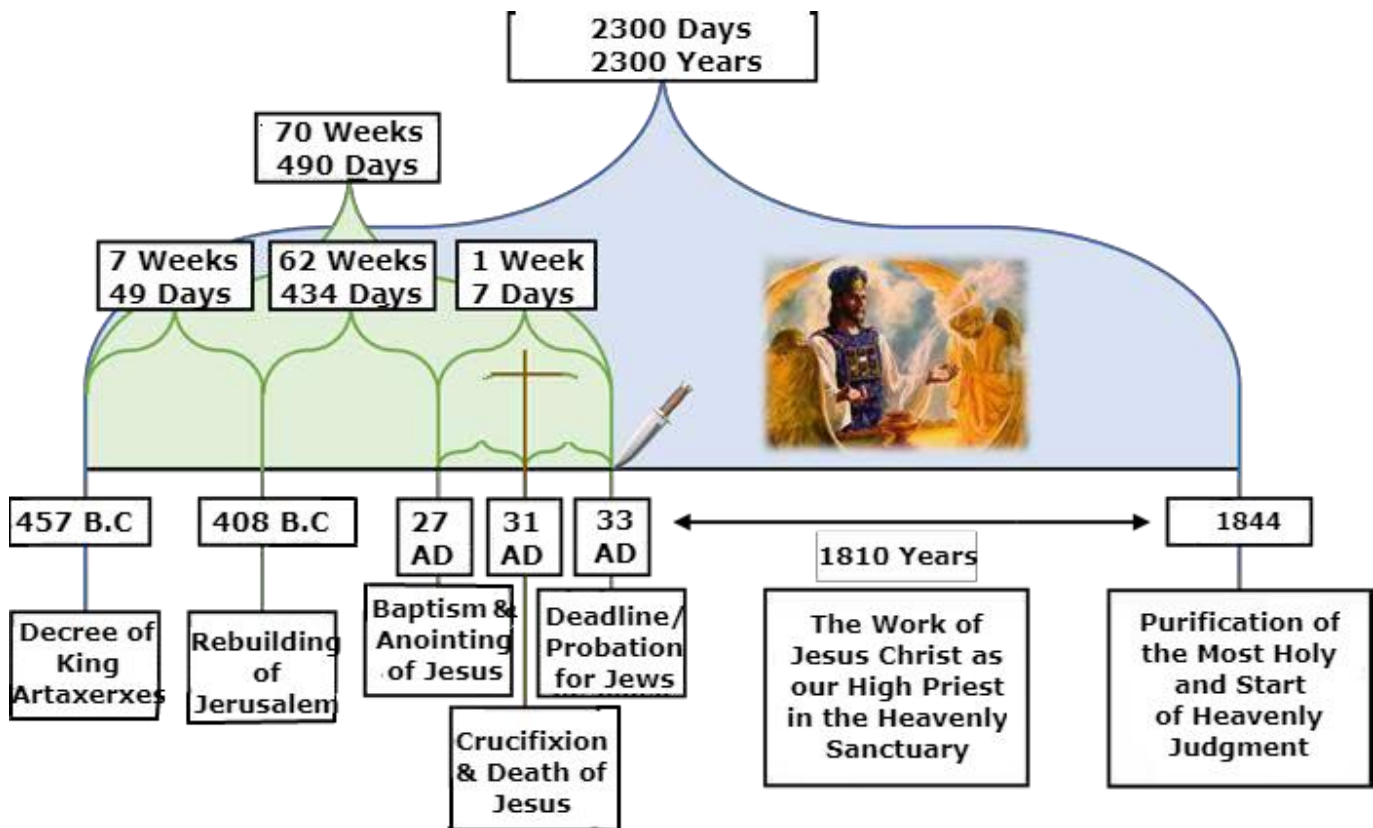 2300 Days
2300 Years
70 Weeks
490 Days
7 Weeks
49 Days
62 Weeks
434 Days
1 Week
7 Days
457 B.C
408 B.C
27
AD
31
AD
33
AD
1844
1810 Years
Decree of
King
Artaxerxes
Rebuilding
of
Jerusalem
Baptism &
Anointing
of Jesus
Crucifixion
& Death of
Jesus
Deadline/
Probation
for Jews
The Work of
Jesus Christ as
our High Priest
in the Heavenly
Sanctuary
Purification of
the Most Holy
and Start
of Heavenly
Judgment